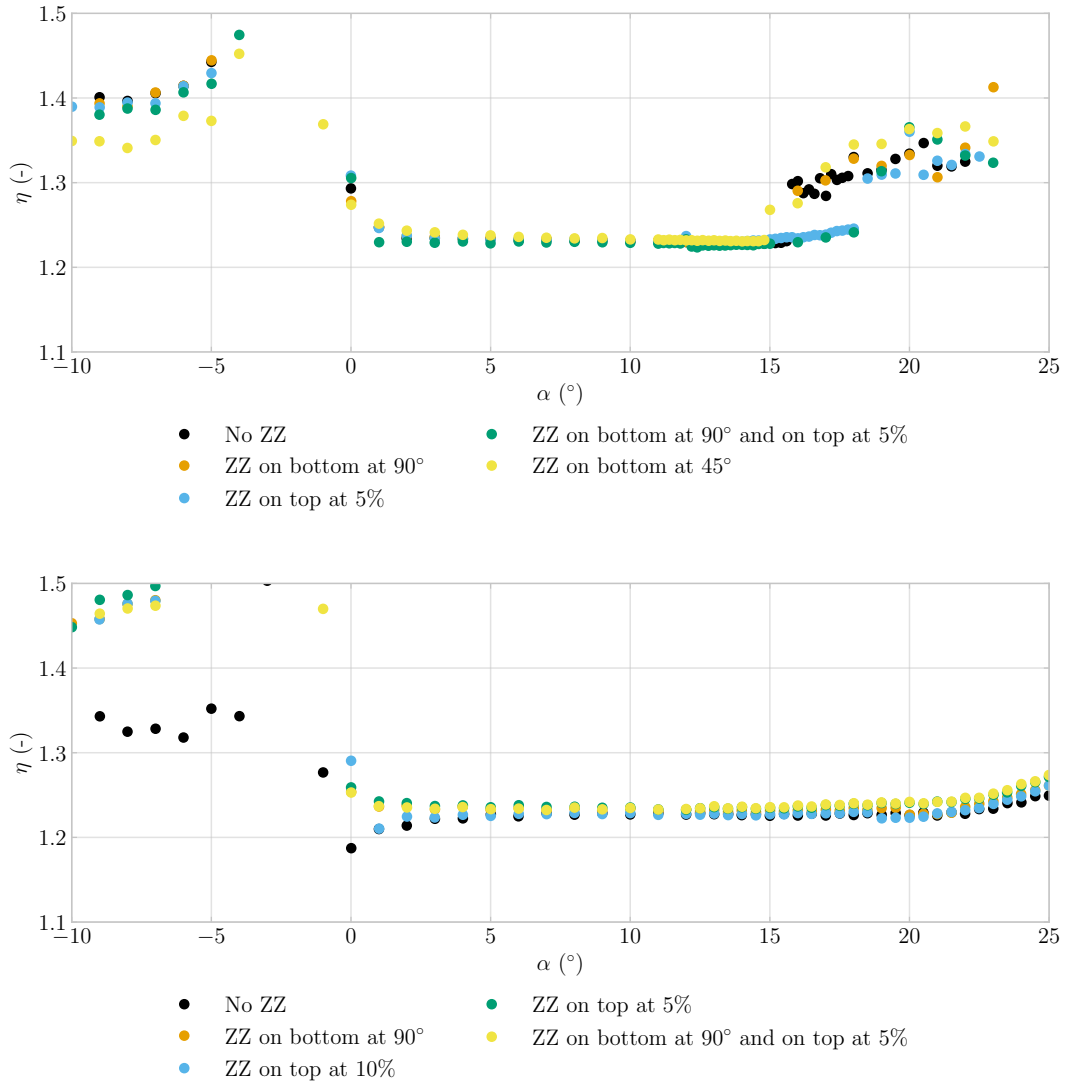 1.5
1.4
1.3
1.2
1.1
η (-)
−10 −5 0 5 10 15 20 25
α (°)
No ZZ
ZZ on bottom at 90°
ZZ on top at 5%
ZZ on bottom at 90° and on top at 5%
ZZ on bottom at 45°
1.5
1.4
1.3
1.2
1.1
η (-)
−10 −5 0 5 10 15 20 25
α (°)
No ZZ
ZZ on bottom at 90°
ZZ on top at 10%
ZZ on top at 5%
ZZ on bottom at 90° and on top at 5%